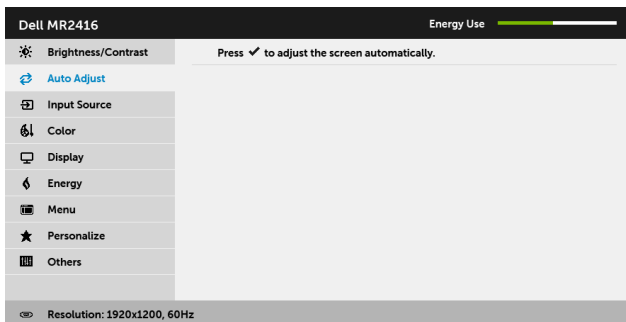 Dell MR2416
Energy Use
Brightness/Contrast
Press ✔ to adjust the screen automatically.
Auto Adjust
Input Source
Color
Display
Energy
Menu
Personalize
Others
Resolution: 1920x1200, 60Hz